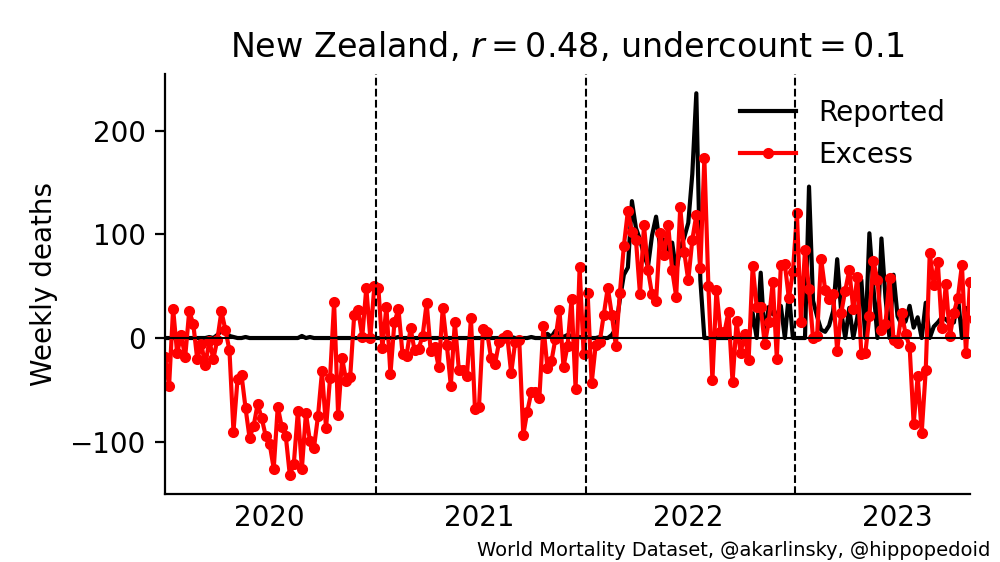 New Zealand, r = 0.48, undercount = 0.1
Reported
Excess
Weekly deaths
200
100
0
−100
2020 2021 2022 2023
World Mortality Dataset, @akarlinsky, @hippopedoid